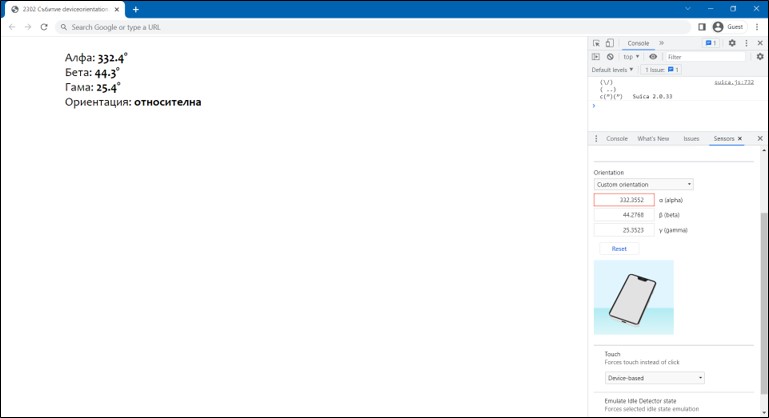 2202 Събитие deviceorientation
Search Google or type a URL
Guest
Алфа: 332.4°
Бета: 44.3°
Гама: 25.4°
Ориентация: относителна
Console
1
top
Filter
Default levels
1 Issue: 1
(\/)
suica.js:732
( ..)
c(")(") Suica 2.0.33
Console What's New Issues Sensors
Orientation
Custom orientation
332.3552 α (alpha)
44.2768 β (beta)
25.3523 γ (gamma)
Reset
Touch
Forces touch instead of click
Device-based
Emulate Idle Detector state
Forces selected idle state emulation